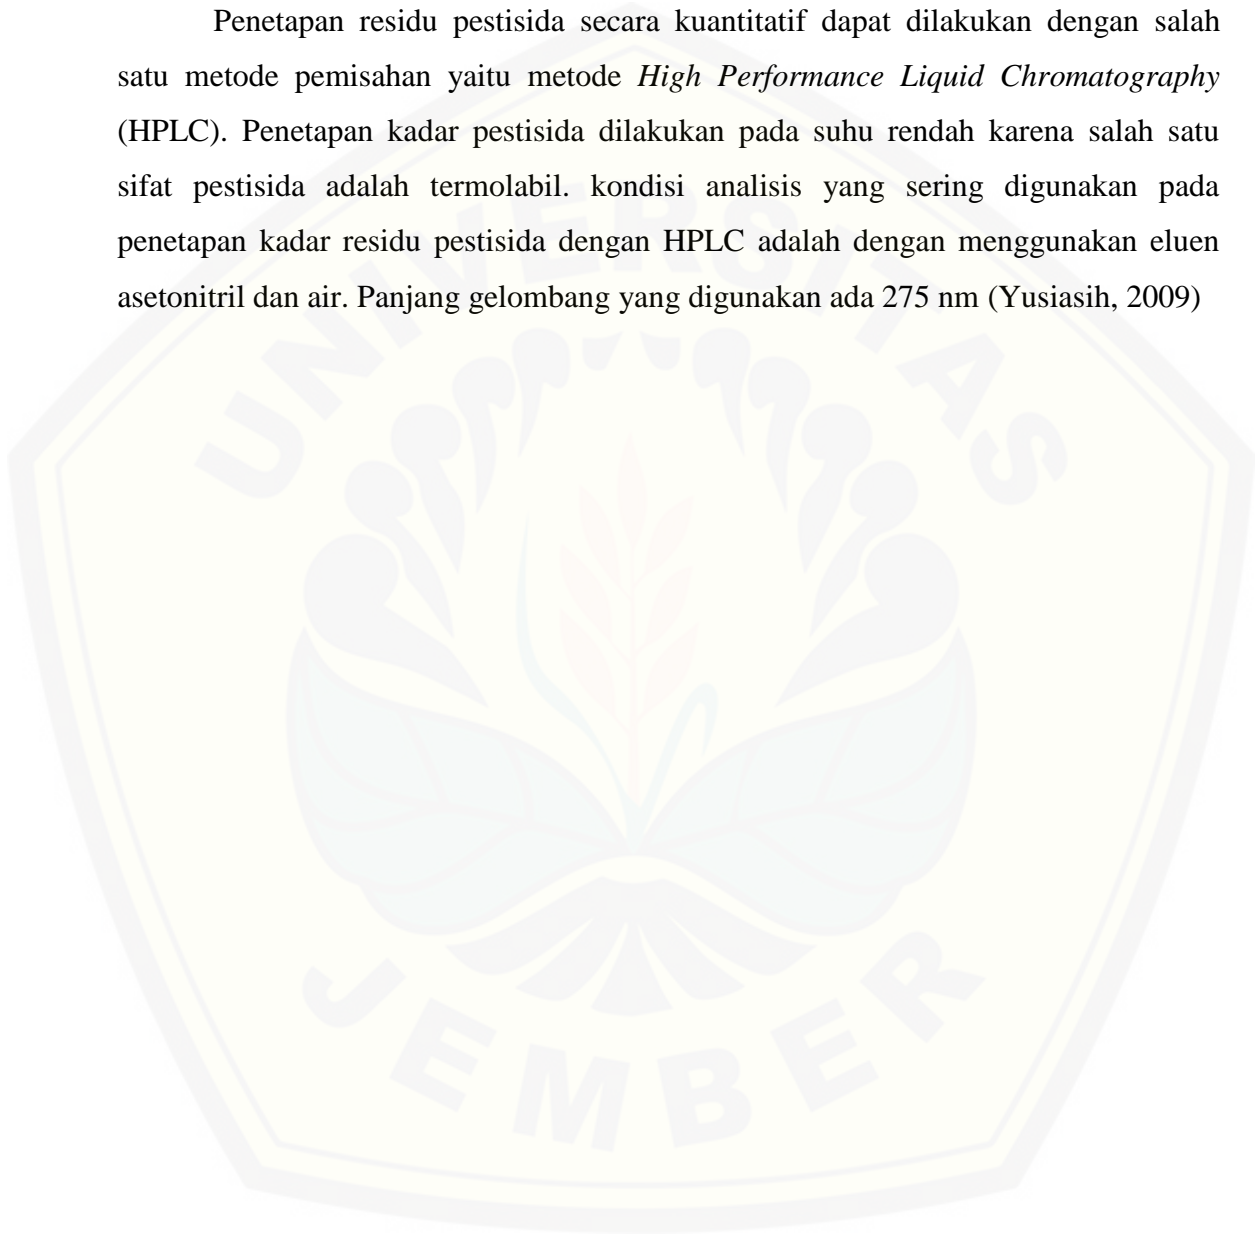 Penetapan residu pestisida secara kuantitatif dapat dilakukan dengan salah
satu metode pemisahan yaitu metode High Performance Liquid Chromatography
(HPLC). Penetapan kadar pestisida dilakukan pada suhu rendah karena salah satu
sifat pestisida adalah termolabil. kondisi analisis yang sering digunakan pada
penetapan kadar residu pestisida dengan HPLC adalah dengan menggunakan eluen
asetonitril dan air. Panjang gelombang yang digunakan ada 275 nm (Yusiasih, 2009)
UNIVERSITAS
JEMBER